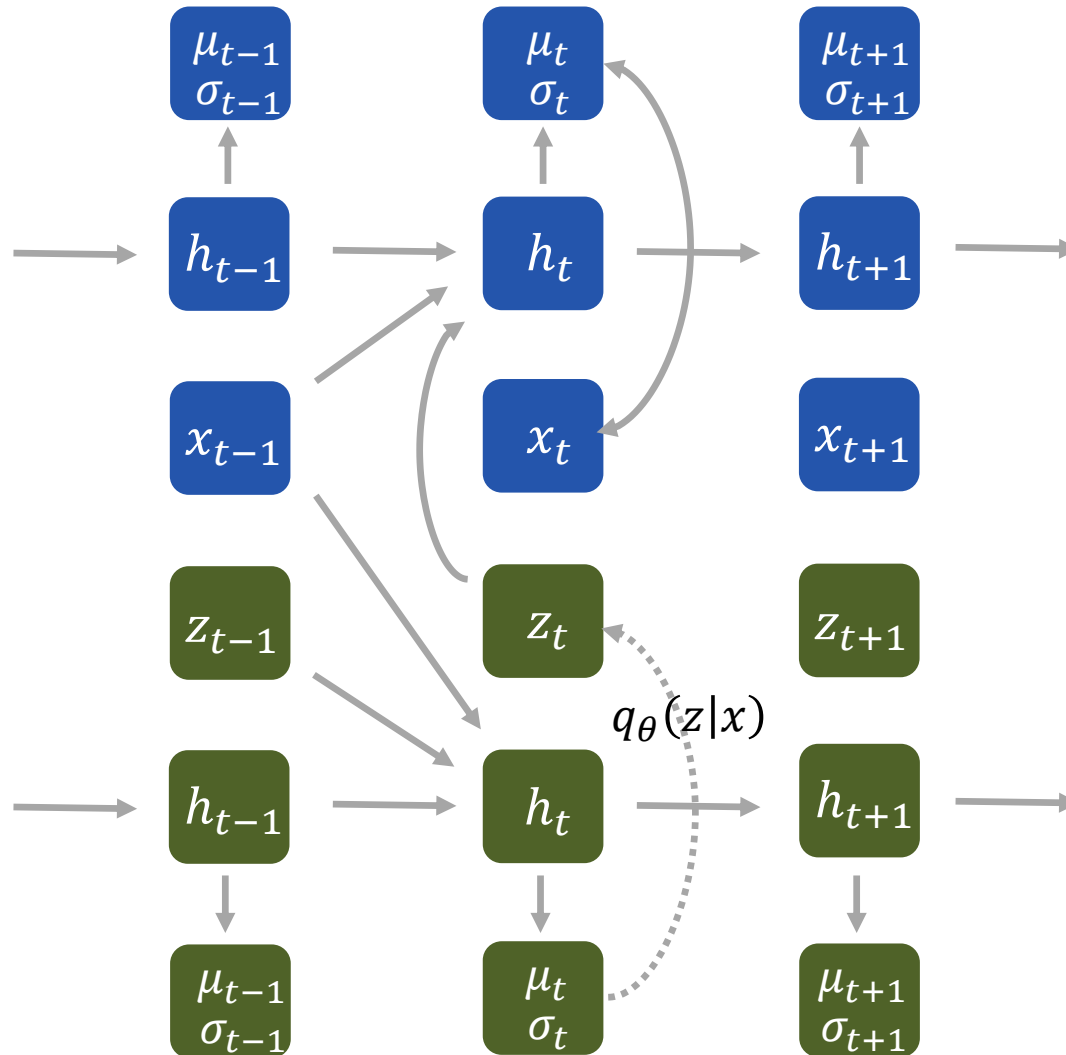 μ_{t−1} μ_t μ_{t+1}
σ_{t−1} σ_t σ_{t+1}
h_{t−1} h_t h_{t+1}
x_{t−1} x_t x_{t+1}
z_{t−1} z_t z_{t+1}
q_θ(z|x)
h_{t−1} h_t h_{t+1}
μ_{t−1} μ_t μ_{t+1}
σ_{t−1} σ_t σ_{t+1}